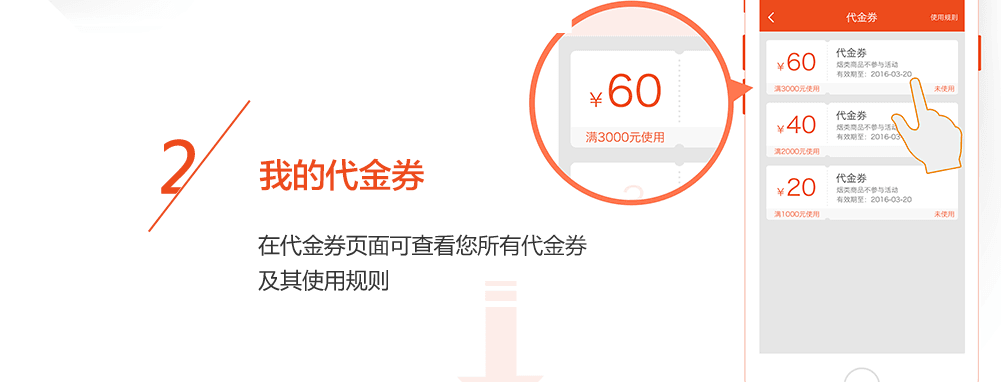 2
我的代金券
在代金券页面可查看您所有代金券
及其使用规则
¥60
满3000元使用
代金券
使用规则
¥60
满3000元使用
代金券
烟类商品不参与活动
有效期至：2016-03-20
未使用
¥40
满2000元使用
代金券
烟类商品不参与活动
有效期至：2016-03
¥20
满1000元使用
代金券
烟类商品不参与活动
有效期至：2016-03-20
未使用